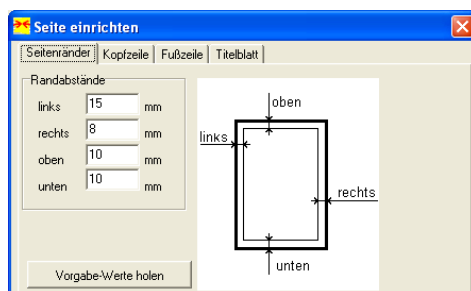 Seite einrichten
Seitenränder Kopfzeile Fußzeile Titelblatt
Randabstände
links 15 mm
rechts 8 mm
oben 10 mm
unten 10 mm
Vorgabe-Werte holen
oben
links
rechts
unten